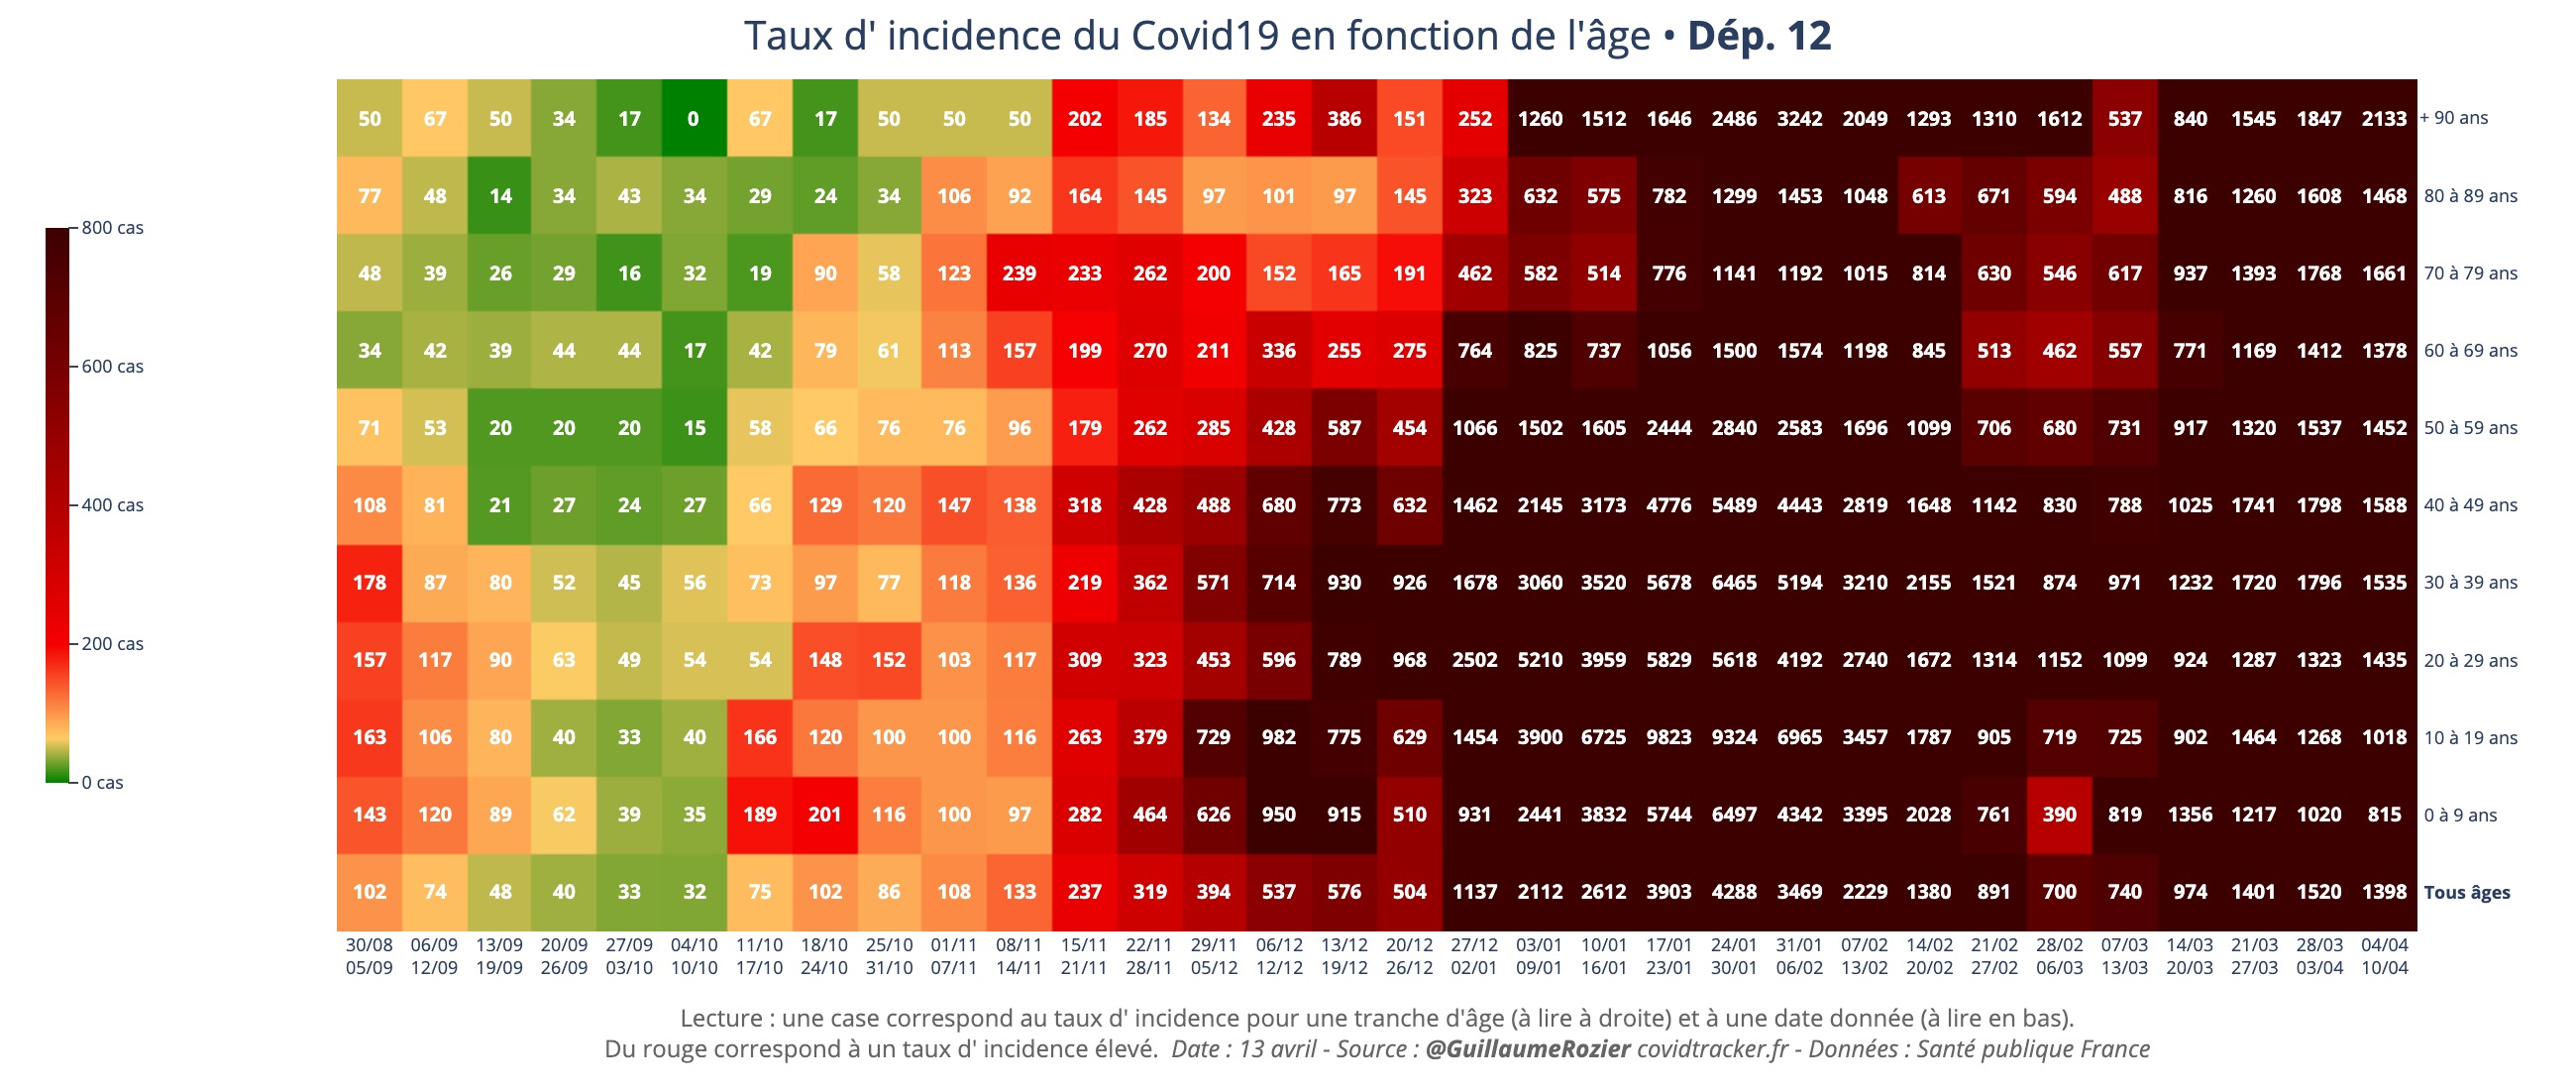 Taux d' incidence du Covid19 en fonction de l'âge • Dép. 12
50 67 50 34 17 0 67 17 50 50 50 202 185 134 235 386 151 252 1260 1512 1646 2486 3242 2049 1293 1310 1612 537 840 1545 1847 2133 + 90 ans
77 48 14 34 43 34 29 24 34 106 92 164 145 97 101 97 145 323 632 575 782 1299 1453 1048 613 671 594 488 816 1260 1608 1468 80 à 89 ans
48 39 26 29 16 32 19 90 58 123 239 233 262 200 152 165 191 462 582 514 776 1141 1192 1015 814 630 546 617 937 1393 1768 1661 70 à 79 ans
34 42 39 44 44 17 42 79 61 113 157 199 270 211 336 255 275 764 825 737 1056 1500 1574 1198 845 513 462 557 771 1169 1412 1378 60 à 69 ans
71 53 20 20 20 15 58 66 76 76 96 179 262 285 428 587 454 1066 1502 1605 2444 2840 2583 1696 1099 706 680 731 917 1320 1537 1452 50 à 59 ans
108 81 21 27 24 27 66 129 120 147 138 318 428 488 680 773 632 1462 2145 3173 4776 5489 4443 2819 1648 1142 830 788 1025 1741 1798 1588 40 à 49 ans
178 87 80 52 45 56 73 97 77 118 136 219 362 571 714 930 926 1678 3060 3520 5678 6465 5194 3210 2155 1521 874 971 1232 1720 1796 1535 30 à 39 ans
157 117 90 63 49 54 54 148 152 103 117 309 323 453 596 789 968 2502 5210 3959 5829 5618 4192 2740 1672 1314 1152 1099 924 1287 1323 1435 20 à 29 ans
163 106 80 40 33 40 166 120 100 100 116 263 379 729 982 775 629 1454 3900 6725 9823 9324 6965 3457 1787 905 719 725 902 1464 1268 1018 10 à 19 ans
143 120 89 62 39 35 189 201 116 100 97 282 464 626 950 915 510 931 2441 3832 5744 6497 4342 3395 2028 761 390 819 1356 1217 1020 815 0 à 9 ans
102 74 48 40 33 32 75 102 86 108 133 237 319 394 537 576 504 1137 2112 2612 3903 4288 3469 2229 1380 891 700 740 974 1401 1520 1398 Tous âges
30/08 06/09 13/09 20/09 27/09 04/10 11/10 18/10 25/10 01/11 08/11 15/11 22/11 29/11 06/12 13/12 20/12 27/12 03/01 10/01 17/01 24/01 31/01 07/02 14/02 21/02 28/02 07/03 14/03 21/03 28/03 04/04
05/09 12/09 19/09 26/09 03/10 10/10 17/10 24/10 31/10 07/11 14/11 21/11 28/11 05/12 12/12 19/12 26/12 02/01 09/01 16/01 23/01 30/01 06/02 13/02 20/02 27/02 06/03 13/03 20/03 27/03 03/04 10/04
800 cas
600 cas
400 cas
200 cas
0 cas
Lecture : une case correspond au taux d' incidence pour une tranche d'âge (à lire à droite) et à une date donnée (à lire en bas).
Du rouge correspond à un taux d' incidence élevé. Date : 13 avril - Source : @GuillaumeRozier covidtracker.fr - Données : Santé publique France